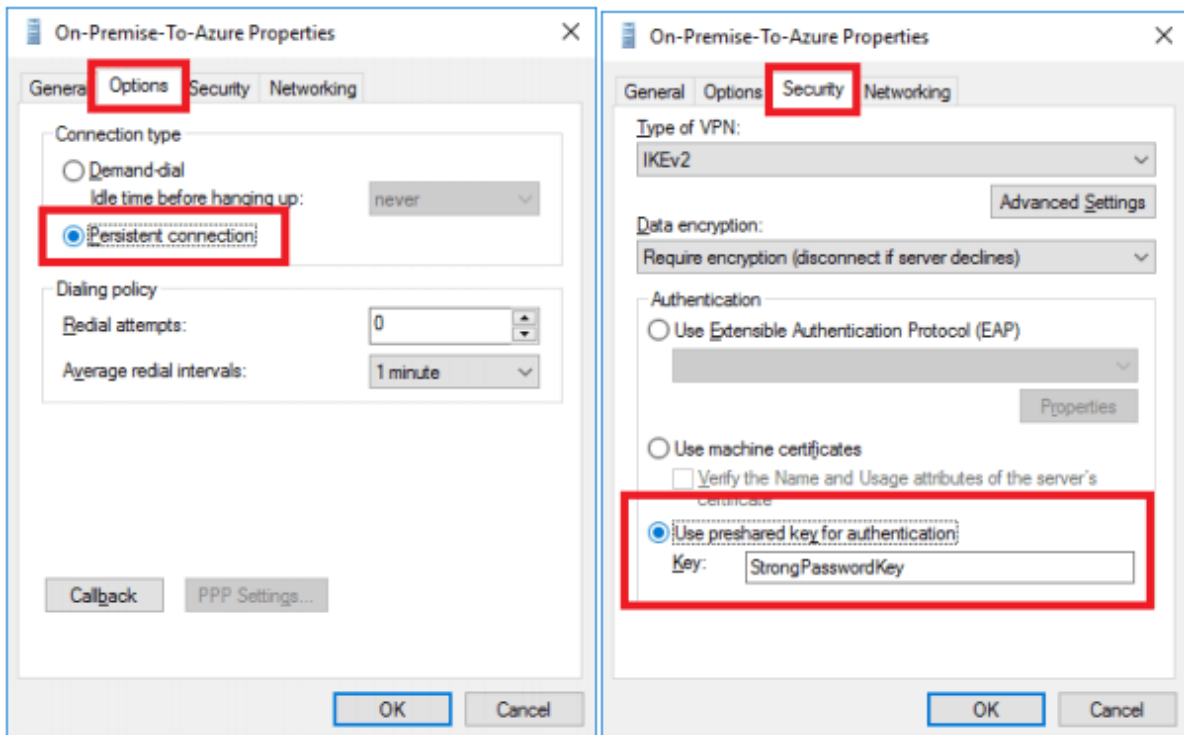 On-Premise-To-Azure Properties
General Options Security Networking
Connection type
Demand-dial
Idle time before hanging up: never
Persistent connection
Dialing policy
Redial attempts: 0
Average redial intervals: 1 minute
Callback PPP Settings...
OK Cancel
On-Premise-To-Azure Properties
General Options Security Networking
Type of VPN:
IKEv2
Advanced Settings
Data encryption:
Require encryption (disconnect if server declines)
Authentication
Use Extensible Authentication Protocol (EAP)
Properties
Use machine certificates
Verify the Name and Usage attributes of the server's
certificate
Use preshared key for authentication
Key: StrongPasswordKey
OK Cancel